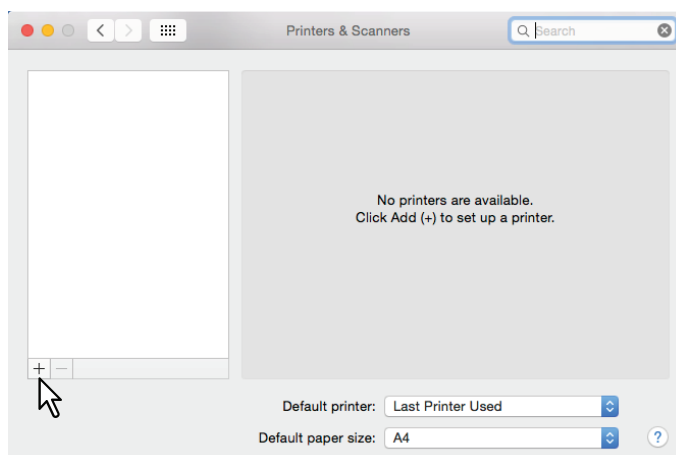 Printers & Scanners
Search
No printers are available.
Click Add (+) to set up a printer.
+ −
Default printer: Last Printer Used
Default paper size: A4 ?